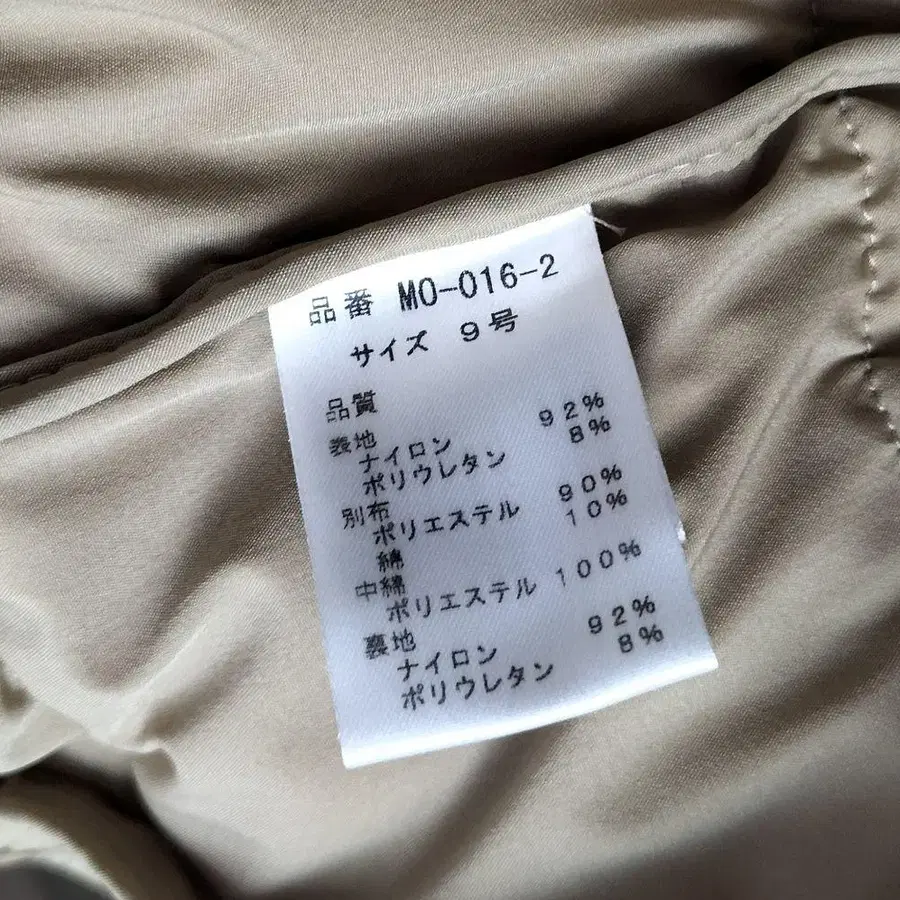 品番 MO-016-2
サイズ 9号
品質
表地
ナイロン 92%
ポリウレタン 8%
別布
ポリエステル 90%
綿 10%
中綿
ポリエステル 100%
裏地
ナイロン 92%
ポリウレタン 8%